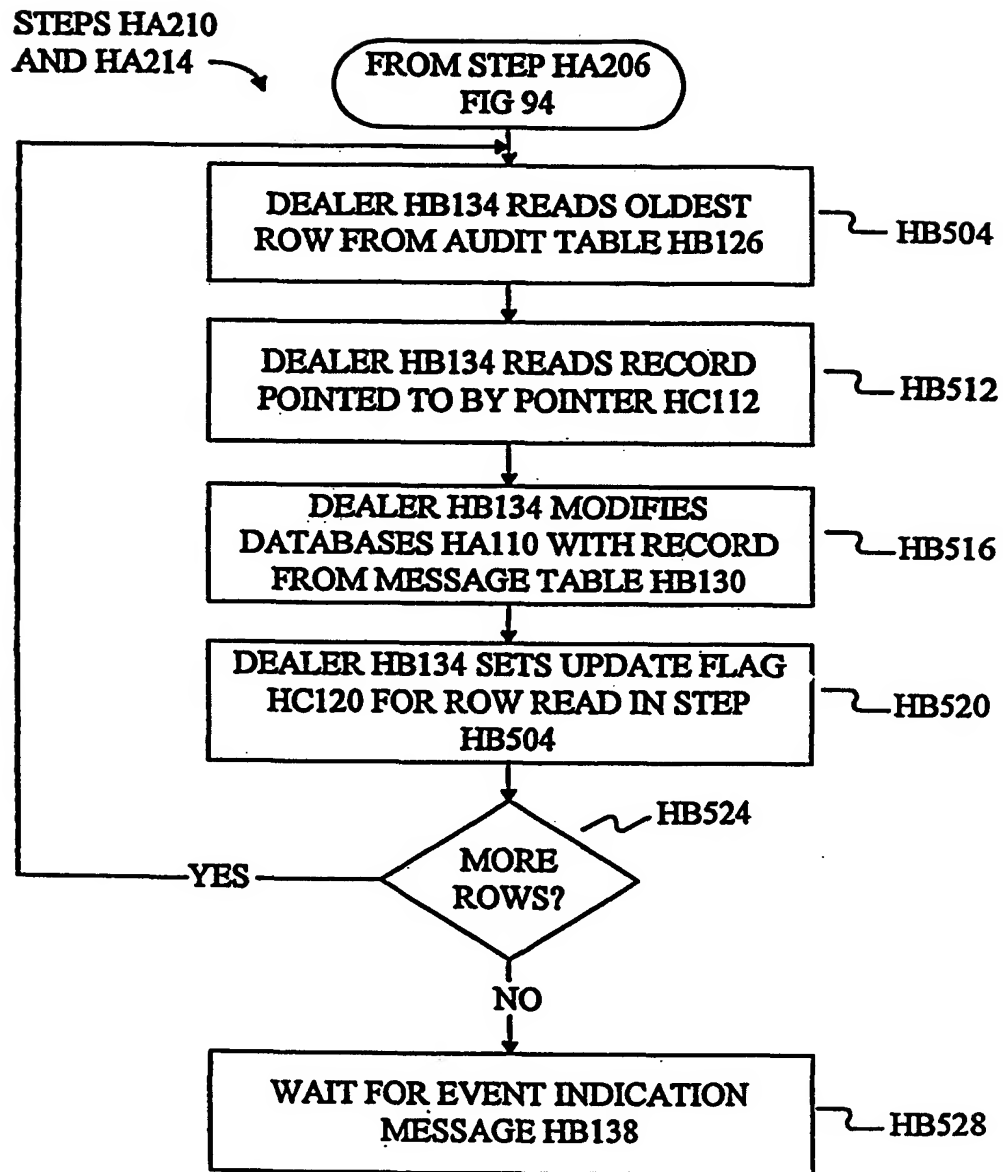 STEPS HA210
AND HA214
FROM STEP HA206
FIG 94
DEALER HB134 READS OLDEST
ROW FROM AUDIT TABLE HB126
HB504
DEALER HB134 READS RECORD
POINTED TO BY POINTER HC112
HB512
DEALER HB134 MODIFIES
DATABASES HA110 WITH RECORD
FROM MESSAGE TABLE HB130
HB516
DEALER HB134 SETS UPDATE FLAG
HC120 FOR ROW READ IN STEP
HB504
HB520
HB524
MORE
ROWS?
YES
NO
WAIT FOR EVENT INDICATION
MESSAGE HB138
HB528